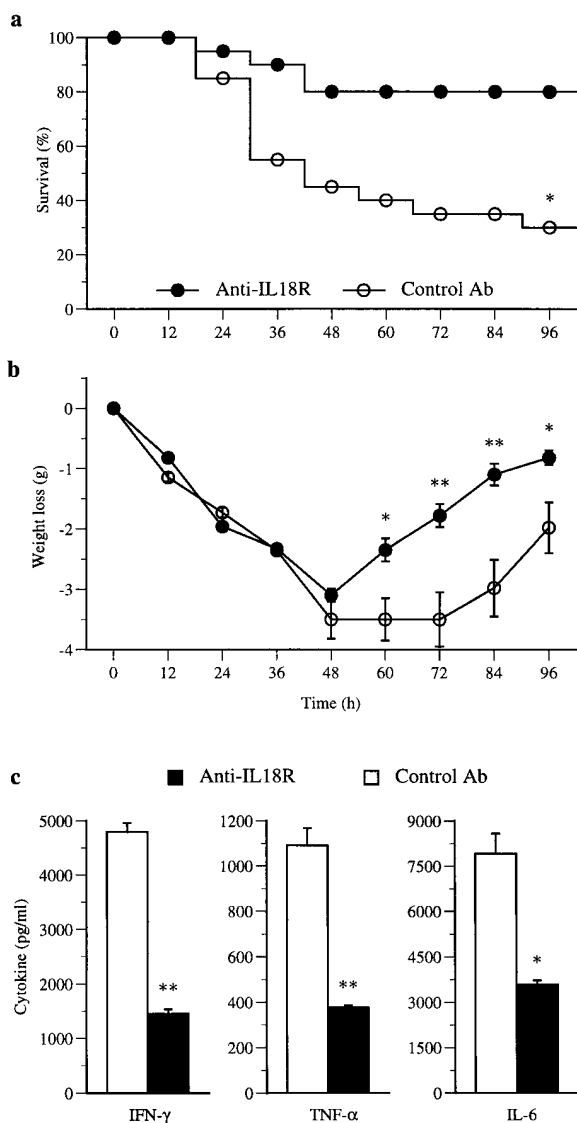 a
100
80
60
40
20
0
Survival (%)
*
Anti-IL18R Control Ab
0 12 24 36 48 60 72 84 96
b
0
-1
-2
-3
-4
Weight loss (g)
* ** ** *
0 12 24 36 48 60 72 84 96
Time (h)
c
Anti-IL18R Control Ab
Cytokine (pg/ml)
5000
4000
3000
2000
1000
0
**
IFN-γ
1200
1000
800
600
400
200
0
**
TNF-α
9000
7500
6000
4500
3000
1500
0
*
IL-6